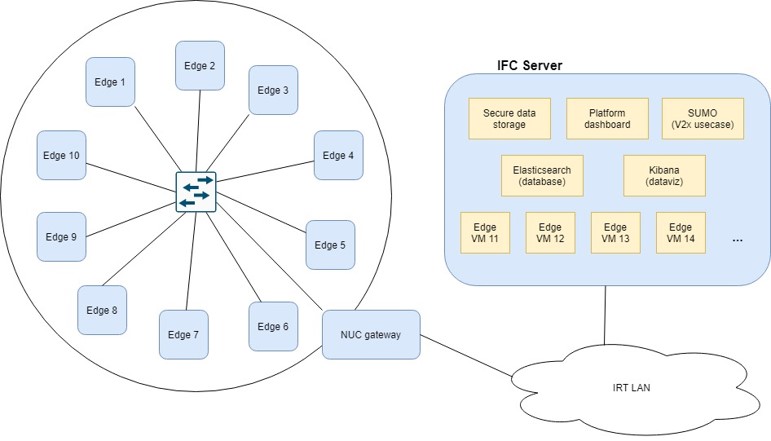 Edge 1
Edge 2
Edge 3
Edge 10
Edge 4
Edge 9
Edge 5
Edge 8
Edge 7
Edge 6
NUC gateway
IFC Server
Secure data
storage
Platform
dashboard
SUMO
(V2x usecase)
Elasticsearch
(database)
Kibana
(dataviz)
Edge
VM 11
Edge
VM 12
Edge
VM 13
Edge
VM 14
...
IRT LAN